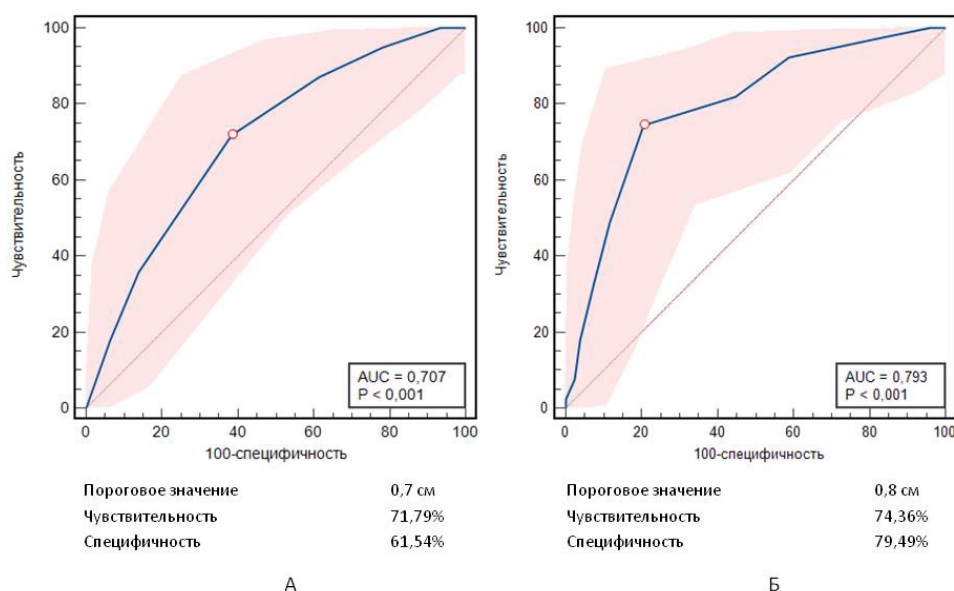 Чувствительность
100
80
60
40
20
0
AUC = 0,707
P < 0,001
0 20 40 60 80 100
100-специфичность
Пороговое значение 0,7 см
Чувствительность 71,79%
Специфичность 61,54%
А
Чувствительность
100
80
60
40
20
0
AUC = 0,793
P < 0,001
0 20 40 60 80 100
100-специфичность
Пороговое значение 0,8 см
Чувствительность 74,36%
Специфичность 79,49%
Б